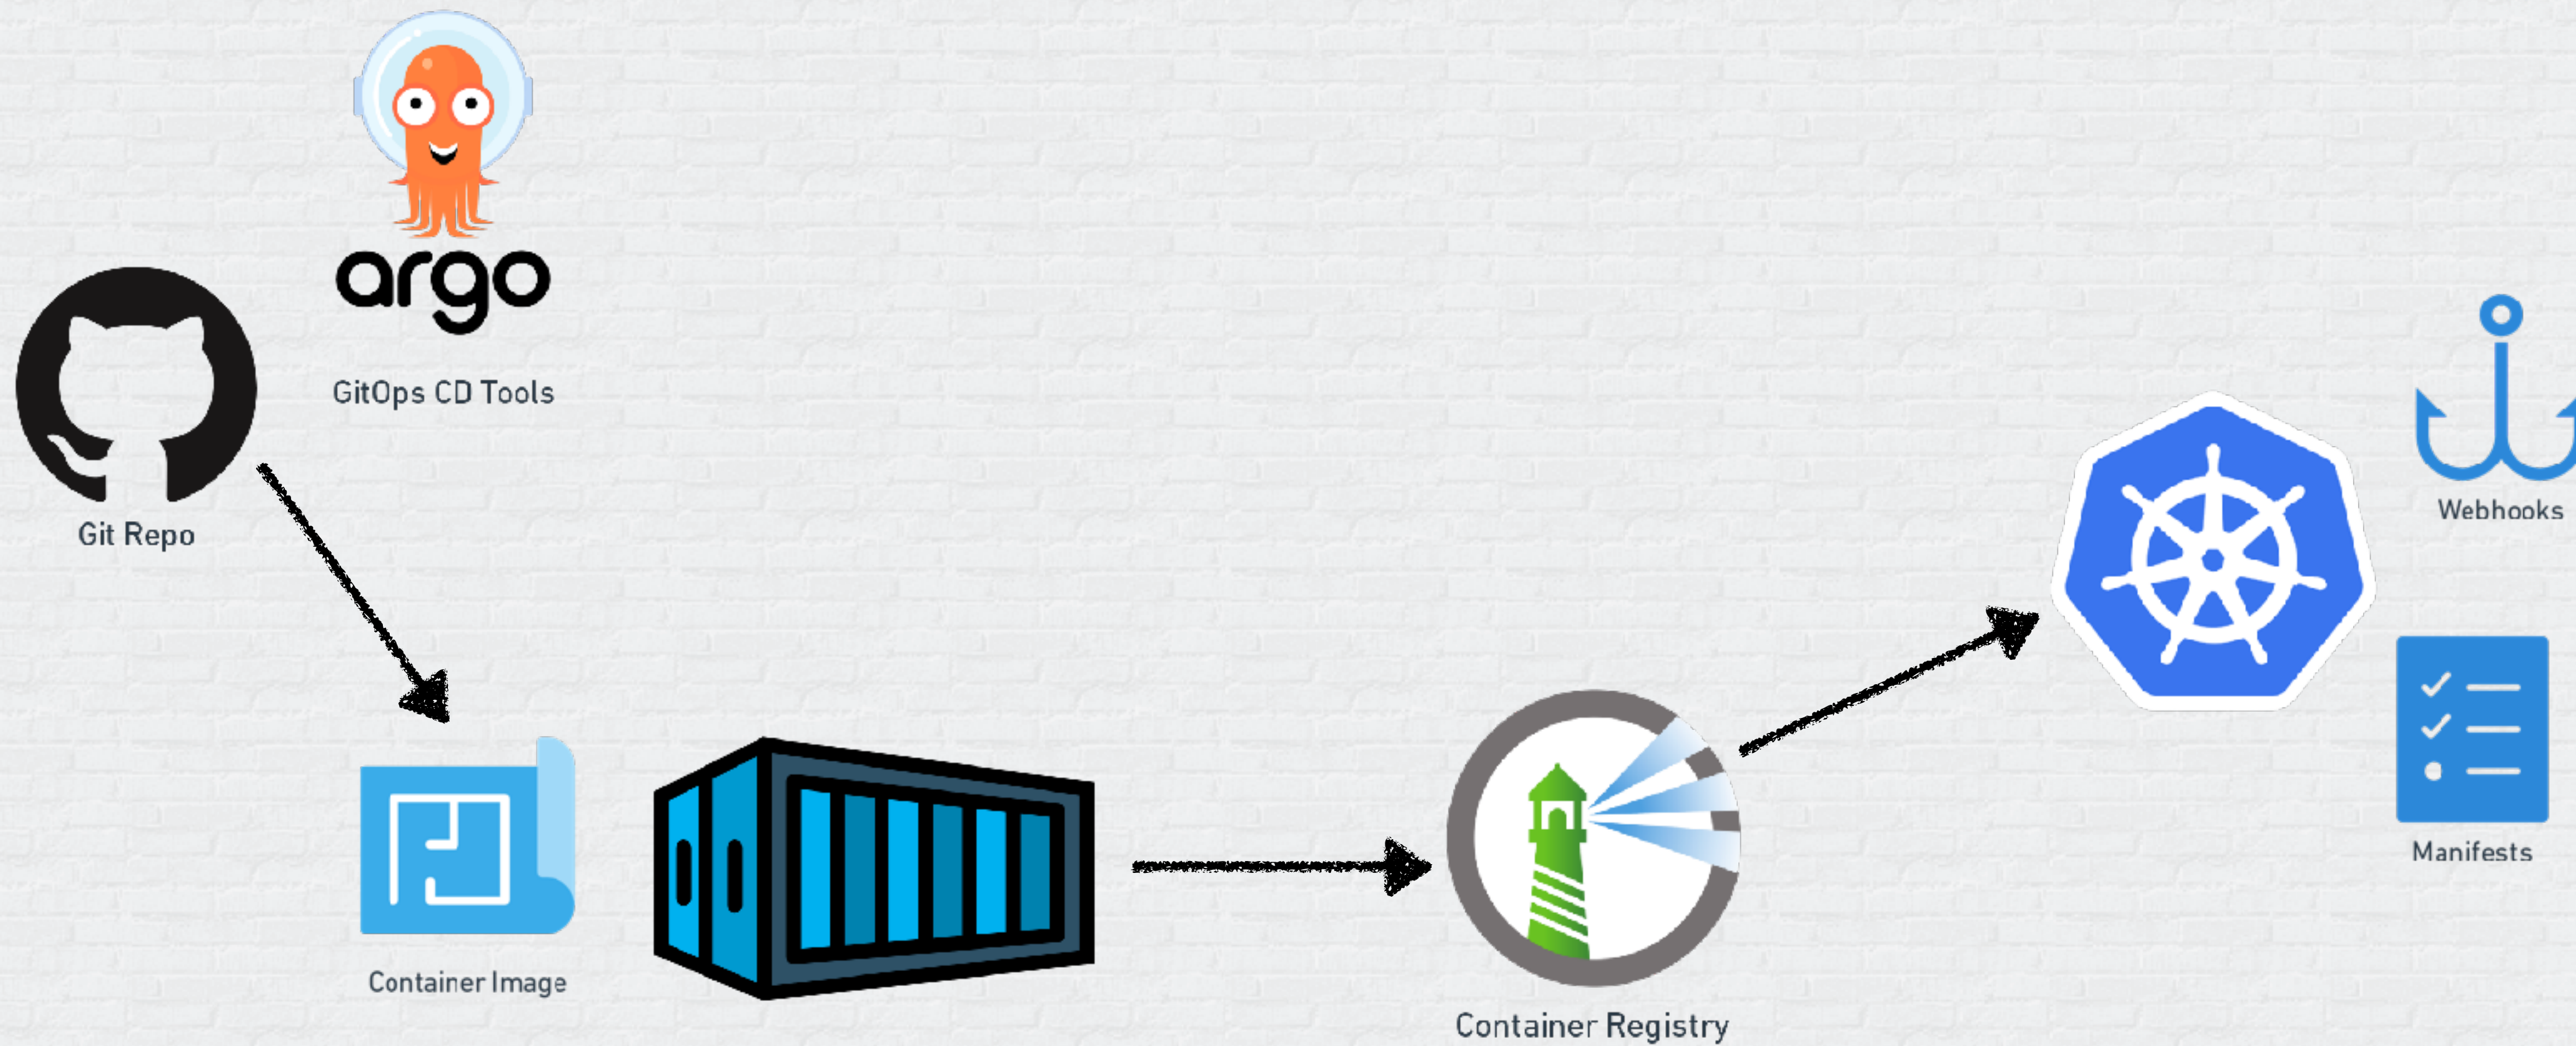 argo
GitOps CD Tools
Git Repo
Webhooks
Manifests
Container Image
Container Registry